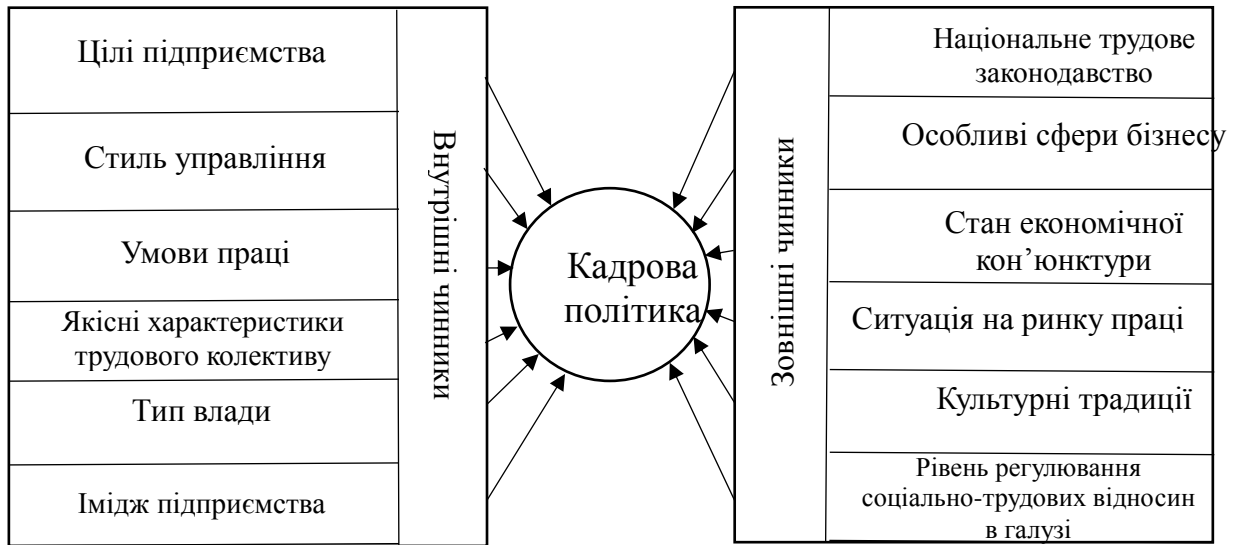 Цілі підприємства
Стиль управління
Умови праці
Якісні характеристики
трудового колективу
Тип влади
Імідж підприємства
Внутрішні чинники
Кадрова
політика
Зовнішні чинники
Національне трудове
законодавство
Особливі сфери бізнесу
Стан економічної
кон’юнктури
Ситуація на ринку праці
Культурні традиції
Рівень регулювання
соціально-трудових відносин
в галузі